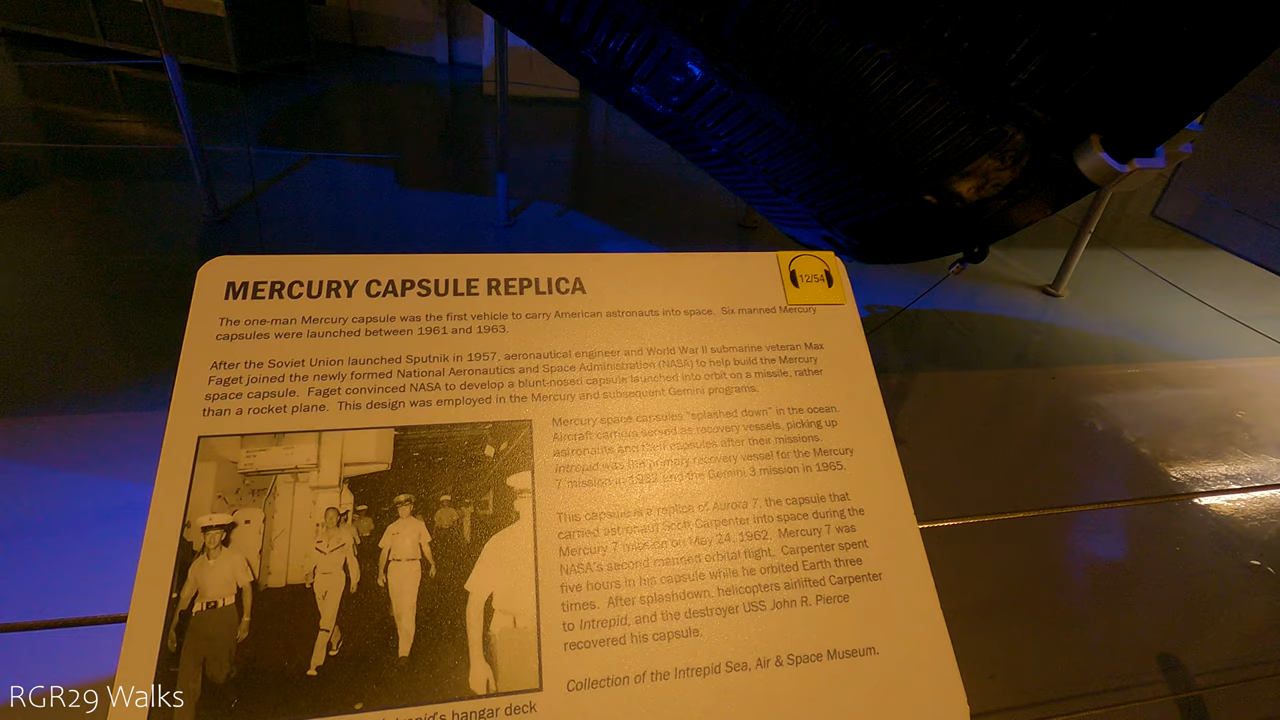 MERCURY CAPSULE REPLICA
12/54
The one-man Mercury capsule was the first vehicle to carry American astronauts into space. Six manned Mercury
capsules were launched between 1961 and 1963.
After the Soviet Union launched Sputnik in 1957, aeronautical engineer and World War II submarine veteran Max
Faget joined the newly formed National Aeronautics and Space Administration (NASA) to help build the Mercury
space capsule. Faget convinced NASA to develop a blunt-nosed capsule launched into orbit on a missile, rather
than a rocket plane. This design was employed in the Mercury and subsequent Gemini programs.
Mercury space capsules "splashed down" in the ocean.
Aircraft carriers served as recovery vessels, picking up
astronauts and their capsules after their missions.
Intrepid was the primary recovery vessel for the Mercury
7 mission in 1962 and the Gemini 3 mission in 1965.
This capsule is a replica of Aurora 7, the capsule that
carried astronaut Scott Carpenter into space during the
Mercury 7 mission on May 24, 1962. Mercury 7 was
NASA's second manned orbital flight. Carpenter spent
five hours in his capsule while he orbited Earth three
times. After splashdown, helicopters airlifted Carpenter
to Intrepid, and the destroyer USS John R. Pierce
recovered his capsule.
Collection of the Intrepid Sea, Air & Space Museum.
hangar deck
RGR29 Walks